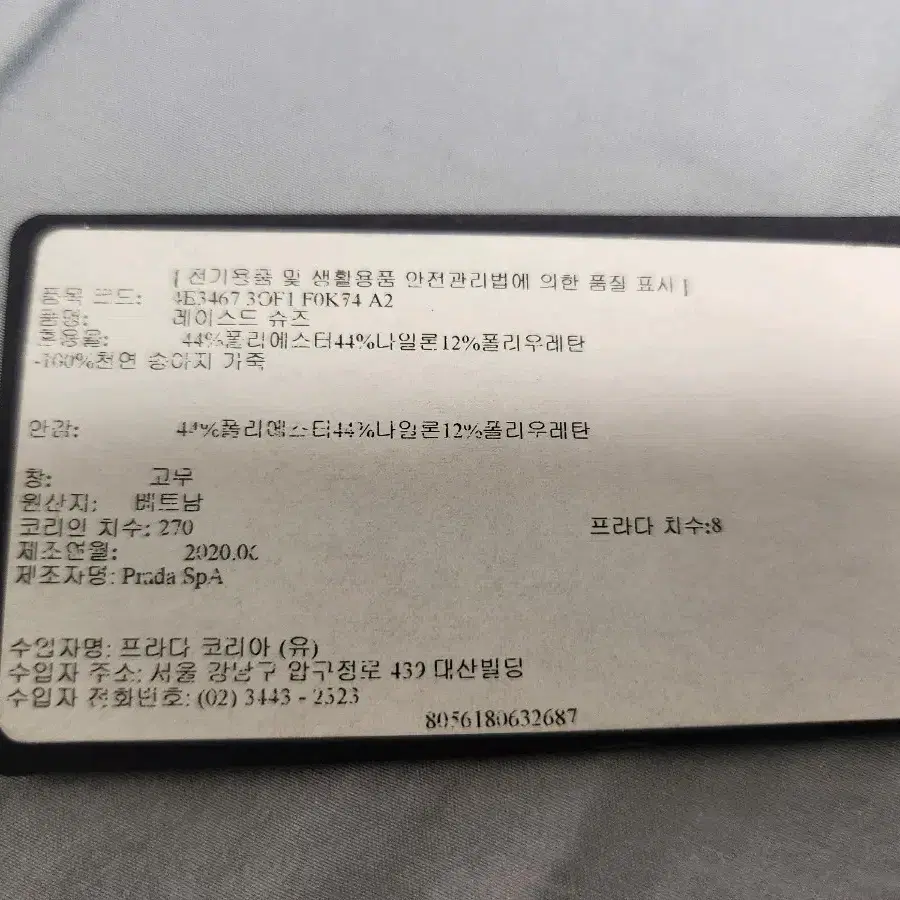 [ 전기용품 및 생활용품 안전관리법에 의한 품질 표시 ]
품목 코드: 4E3467 3OF1 F0K74 A2
품명: 레이스드 슈즈
혼용율: 44%폴리에스터44%나일론12%폴리우레탄
-100%천연 송아지 가죽
안감: 44%폴리에스터44%나일론12%폴리우레탄
창: 고무
원산지: 베트남
코리안 치수: 270 프라다 치수:8
제조연월:
제조자명: Prada SpA
수입자명: 프라다 코리아 (유)
수입자 주소: 서울 강남구 압구정로 430 대산빌딩
수입자 전화번호: (02) 3443 - 2323
8056180632687